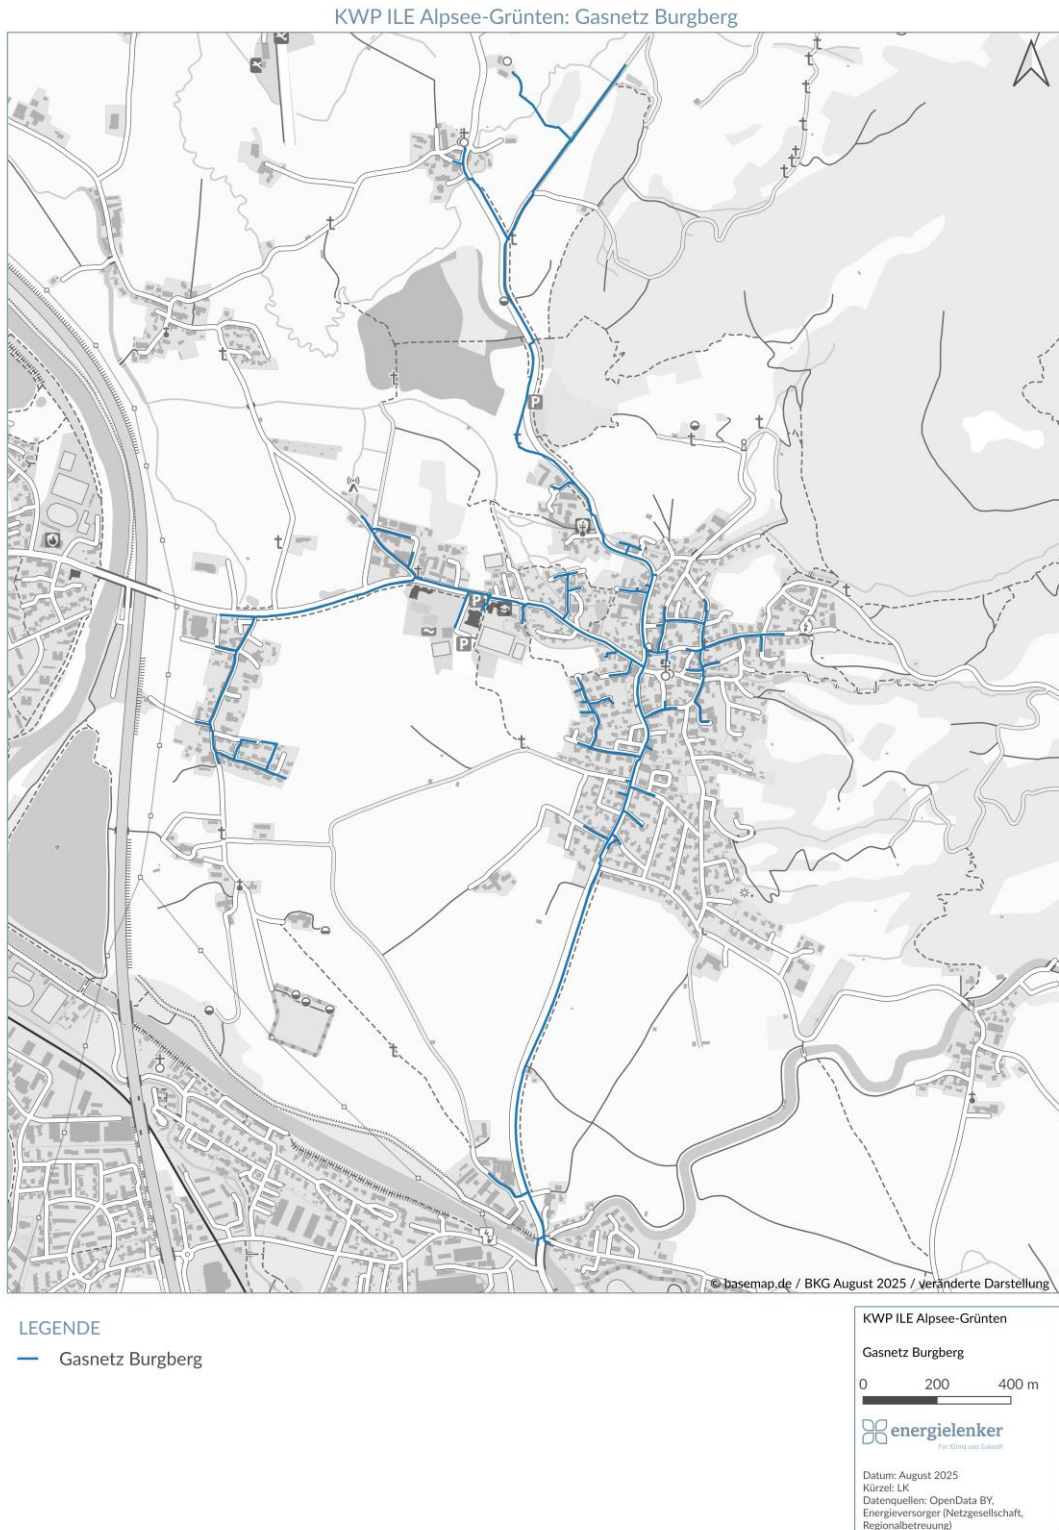 KWP ILE Alpsee-Grünten: Gasnetz Burgberg
P
P
P
© basemap.de / BKG August 2025 / veränderte Darstellung
LEGENDE
Gasnetz Burgberg
KWP ILE Alpsee-Grünten
Gasnetz Burgberg
0 200 400 m
energielenker
Für Klima und Zukunft
Datum: August 2025
Kürzel: LK
Datenquellen: OpenData BY,
Energieversorger (Netzgesellschaft,
Regionalbetreuung)